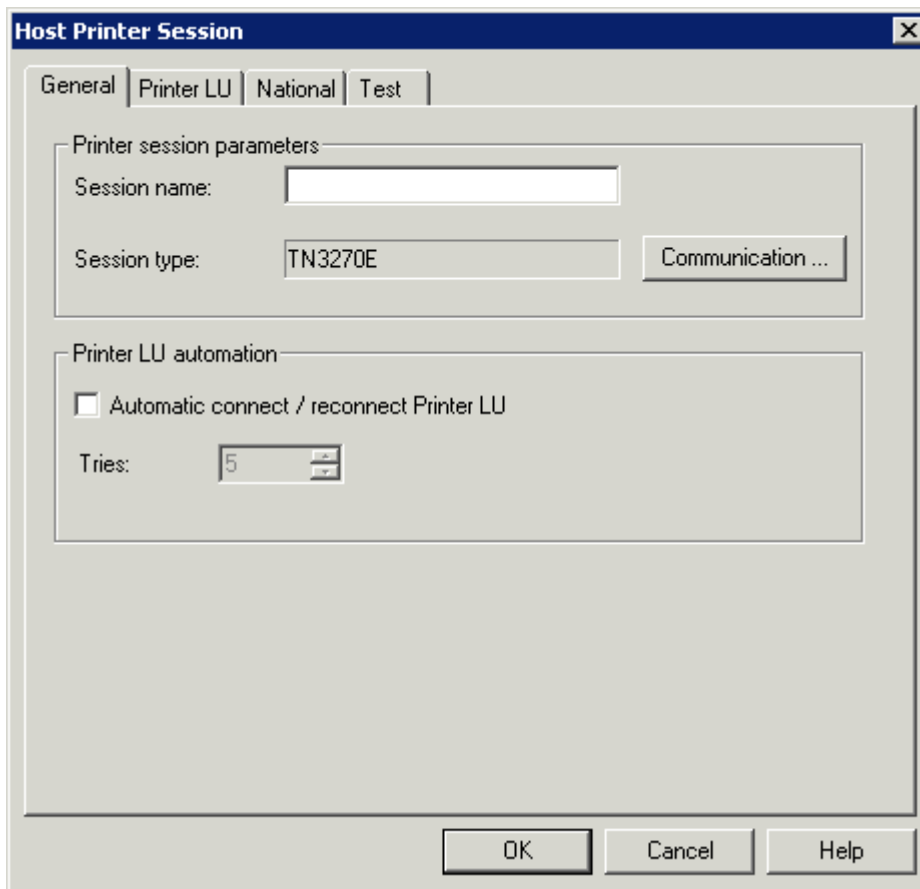 Host Printer Session
General Printer LU National Test
Printer session parameters
Session name:
Session type: TN3270E Communication ...
Printer LU automation
Automatic connect / reconnect Printer LU
Tries: 5
OK Cancel Help